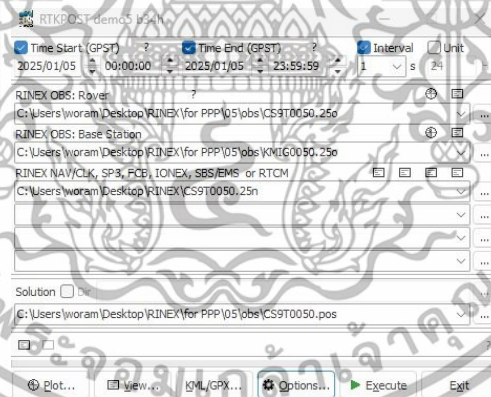 RTKPOST demo5 b34h
Time Start (GPST) ? Time End (GPST) ? Interval Unit
2025/01/05 00:00:00 2025/01/05 23:59:59 1 s 24
RINEX OBS: Rover ?
C:\Users\woram\Desktop\RINEX\for PPP\05\obs\CS9T0050.25o
...
RINEX OBS: Base Station
C:\Users\woram\Desktop\RINEX\for PPP\05\obs\KMIG0050.25o
...
RINEX NAV/CLK, SP3, FCB, IONEX, SBS/EMS or RTCM
C:\Users\woram\Desktop\RINEX\CS9T0050.25n
...
...
...
...
Solution Dir
C:\Users\woram\Desktop\RINEX\for PPP\05\obs\CS9T0050.pos
...
?
Plot... View... KML/GPX... Options... Execute Exit